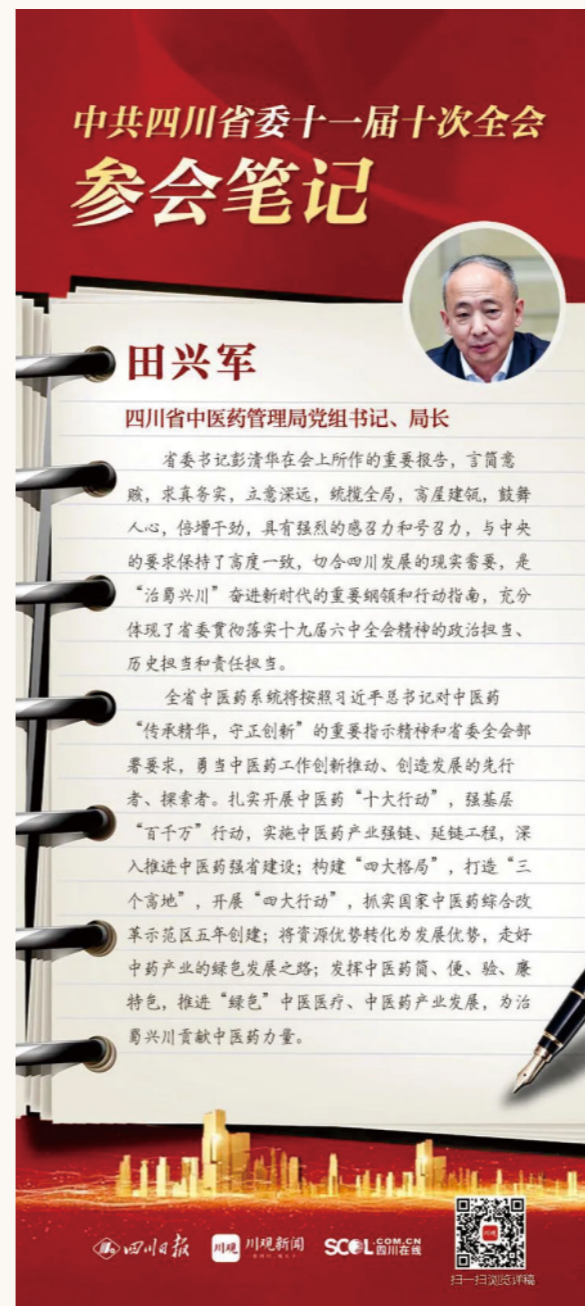 中共四川省委十一届十次全会
参会笔记
田兴军
四川省中医药管理局党组书记、局长
省委书记彭清华在会上所作的重要报告，言简意
赅，求真务实，立意深远，统揽全局，高屋建瓴，鼓舞
人心，倍增干劲，具有强烈的感召力和号召力，与中央
的要求保持了高度一致，切合四川发展的现实需要，是
“治蜀兴川”奋进新时代的重要纲领和行动指南，充分
体现了省委贯彻落实十九届六中全会精神的政治担当、
历史担当和责任担当。
全省中医药系统将按照习近平总书记对中医药
“传承精华，守正创新”的重要指示精神和省委全会部
署要求，勇当中医药工作创新推动、创造发展的先行
者、探索者。扎实开展中医药“十大行动”，强基层
“百千万”行动，实施中医药产业强链、延链工程，深
入推进中医药强省建设；构建“四大格局”，打造“三
个高地”，开展“四大行动”，抓实国家中医药综合改
革示范区五年创建；将资源优势转化为发展优势，走好
中药产业的绿色发展之路；发挥中医药简、便、验、廉
特色，推进“绿色”中医医疗、中医药产业发展，为治
蜀兴川贡献中医药力量。
四川日报 川观 川观新闻 SCOL .COM.CN 四川在线
川观
扫一扫浏览详稿